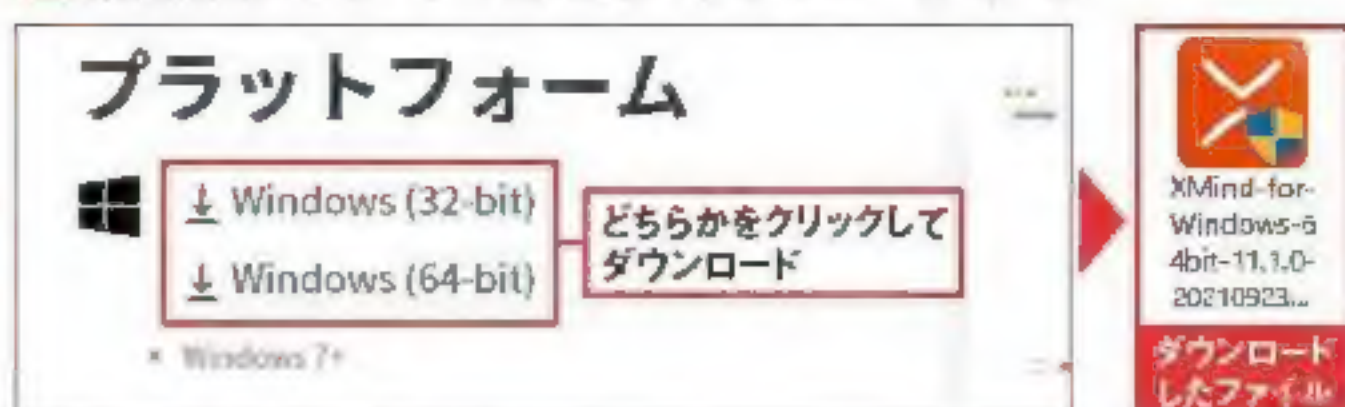 プラットフォーム
Windows (32-bit)
Windows (64-bit)
どちらかをクリックして
ダウンロード
* Windows 7+
XMind-for-
Windows-6
4bit-11.1.0-
20210923...
ダウンロード
したファイル